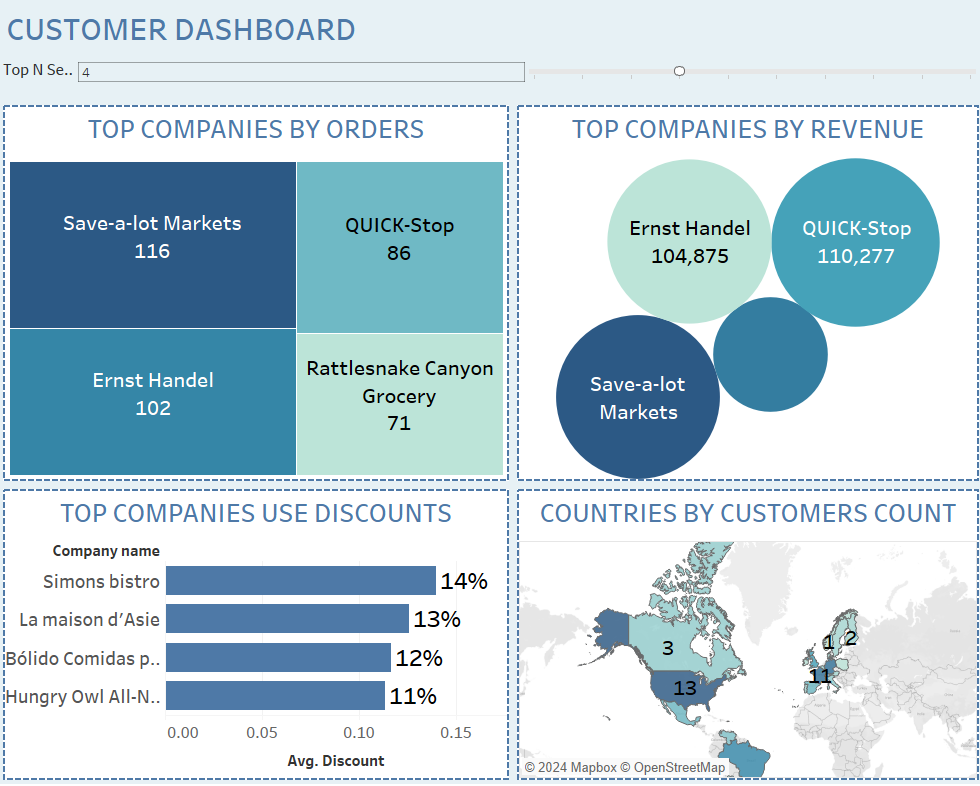 CUSTOMER DASHBOARD
Top N Se..
4
TOP COMPANIES BY ORDERS
Save-a-lot Markets
116
QUICK-Stop
86
Ernst Handel
102
Rattlesnake Canyon
Grocery
71
TOP COMPANIES BY REVENUE
Ernst Handel
104,875
QUICK-Stop
110,277
Save-a-lot
Markets
TOP COMPANIES USE DISCOUNTS
Company name
Simons bistro
14%
La maison d’Asie
13%
Bólido Comidas p..
12%
Hungry Owl All-N..
11%
0.00
0.05
0.10
0.15
Avg. Discount
COUNTRIES BY CUSTOMERS COUNT
3
13
1
2
11
© 2024 Mapbox © OpenStreetMap